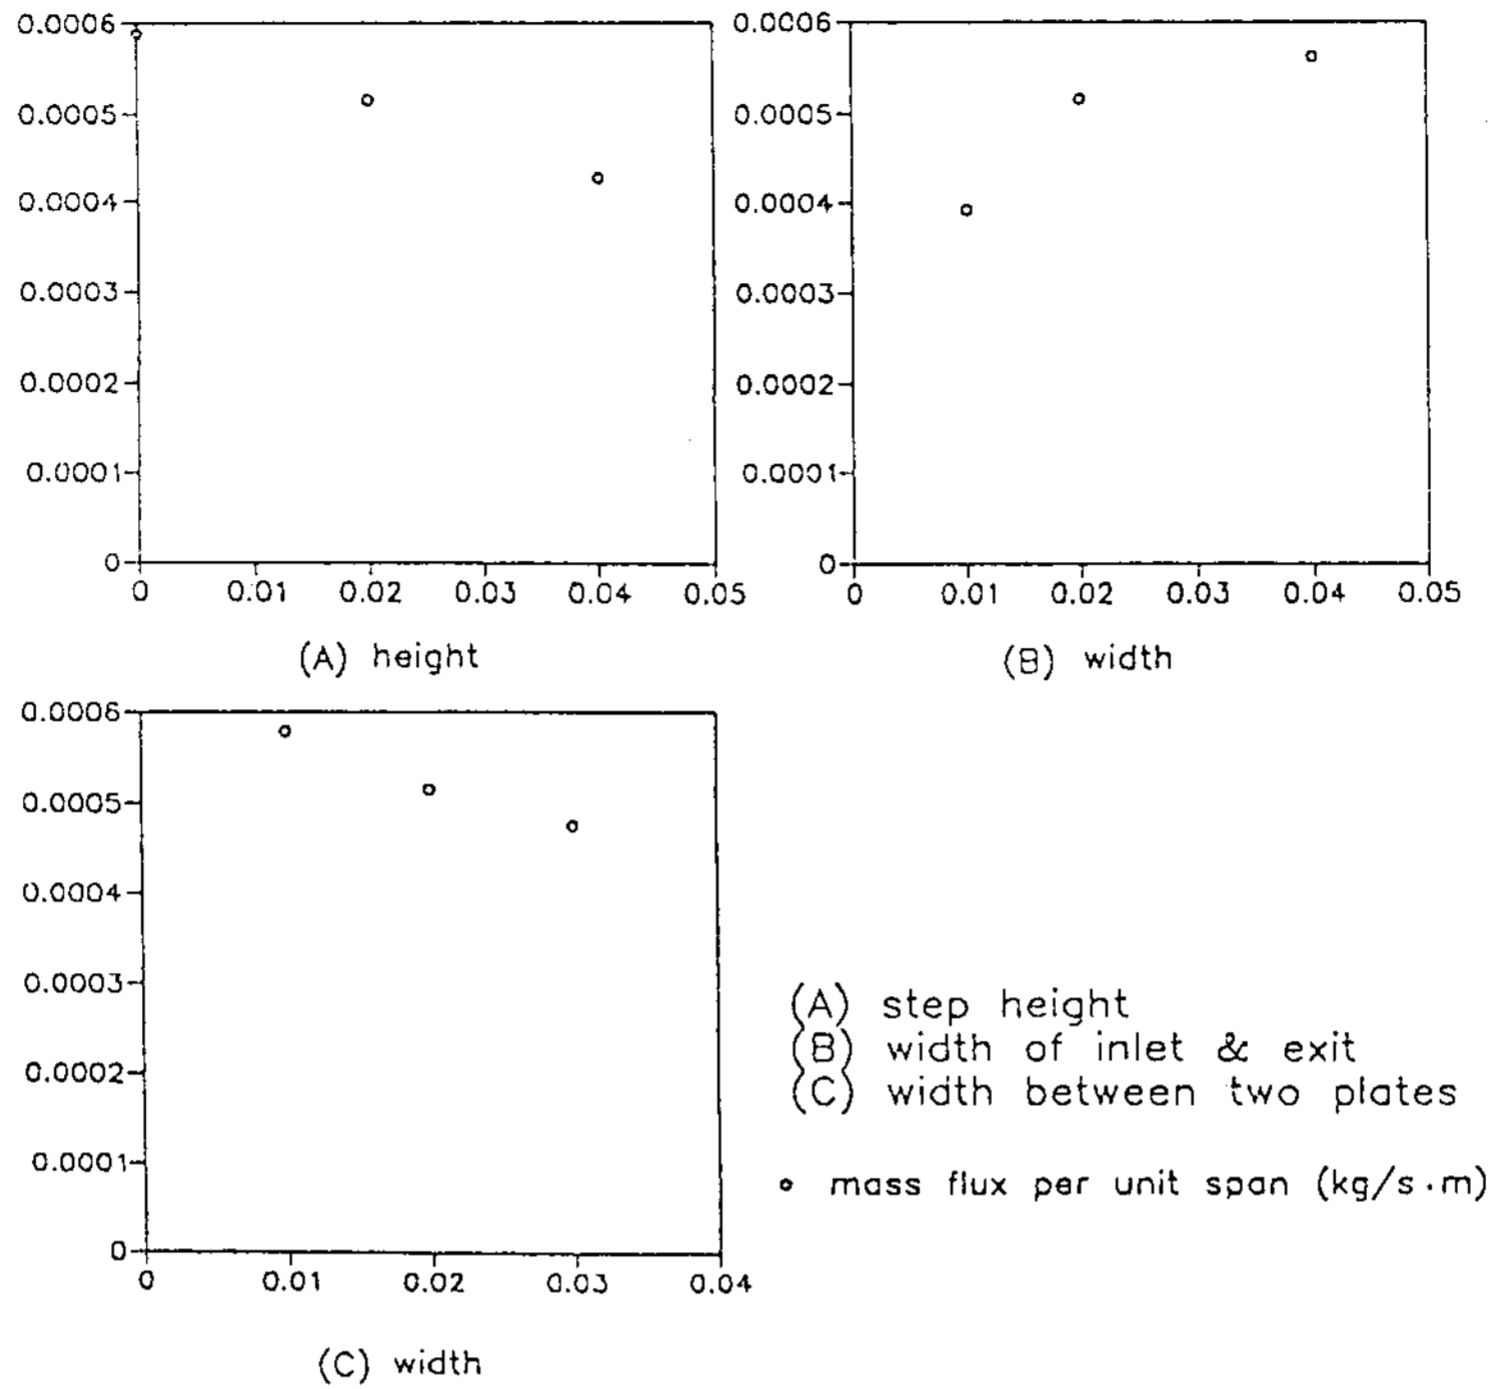 0.0006
0.0005
0.0004
0.0003
0.0002
0.0001
0
0 0.01 0.02 0.03 0.04 0.05
(A) height
0.0006
0.0005
0.0004
0.0003
0.0002
0.0001
0
0 0.01 0.02 0.03 0.04 0.05
(B) width
0.0006
0.0005
0.0004
0.0003
0.0002
0.0001
0
0 0.01 0.02 0.03 0.04
(C) width
(A) step height
(B) width of inlet & exit
(C) width between two plates
mass flux per unit span (kg/s·m)